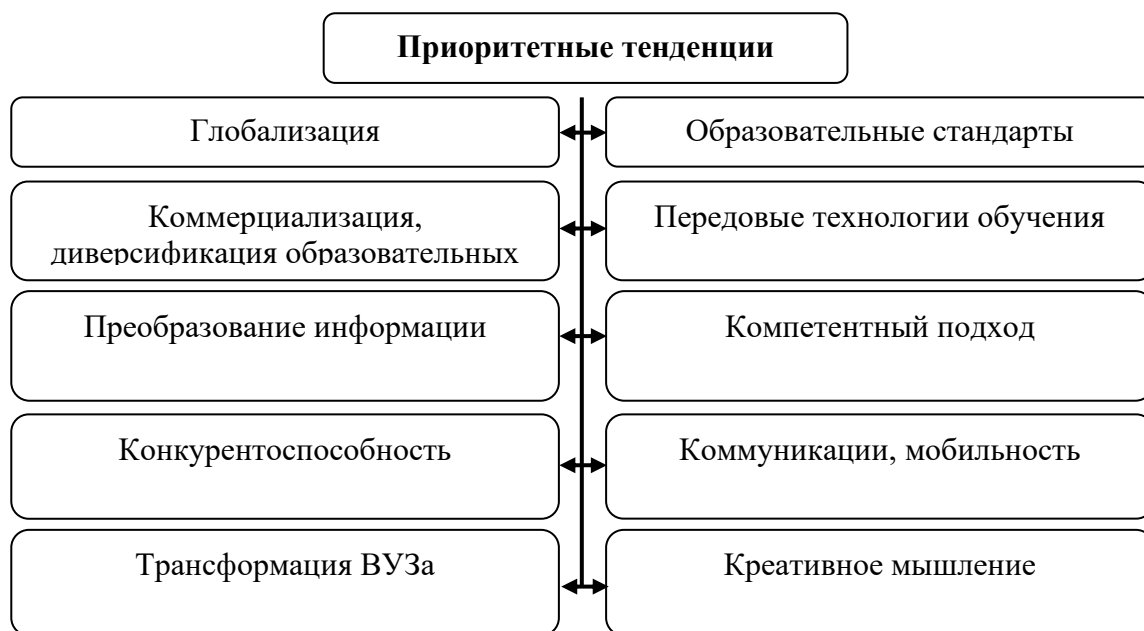 Приоритетные тенденции
Глобализация
Образовательные стандарты
Коммерциализация,
диверсификация образовательных
Передовые технологии обучения
Преобразование информации
Компетентный подход
Конкурентоспособность
Коммуникации, мобильность
Трансформация ВУЗа
Креативное мышление